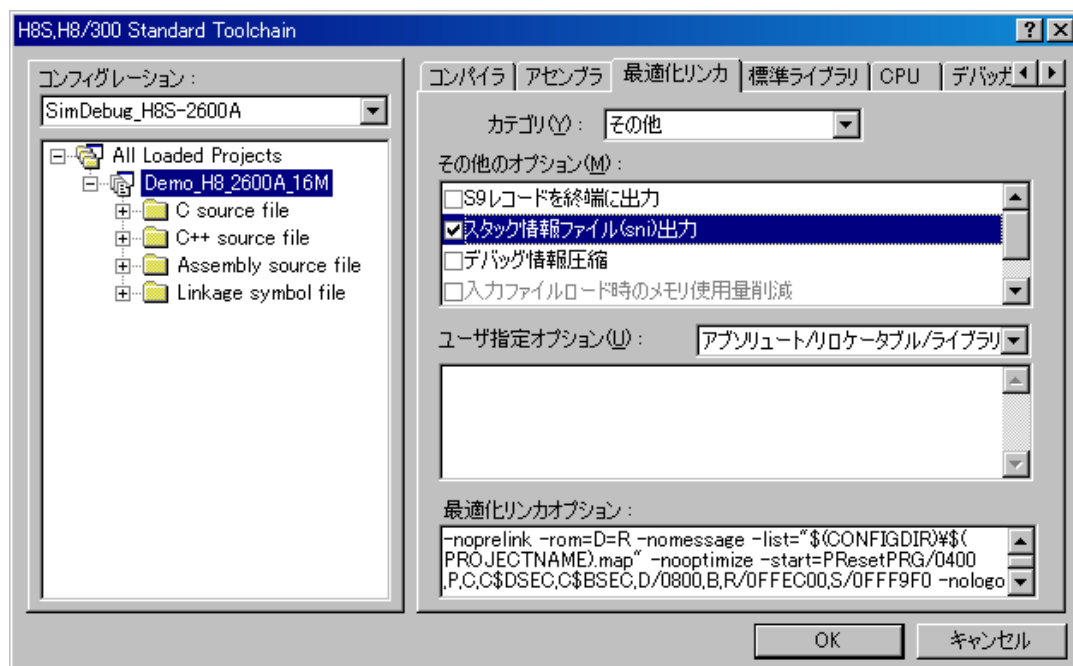 H8S,H8/300 Standard Toolchain
コンフィグレーション :
SimDebug_H8S-2600A
All Loaded Projects
Demo_H8_2600A_16M
C source file
C++ source file
Assembly source file
Linkage symbol file
コンパイラ アセンブラ 最適化リンカ 標準ライブラリ CPU デバッガ
カテゴリ(Y) : その他
その他のオプション(M) :
S9レコードを終端に出力
スタック情報ファイル(sni)出力
デバッグ情報圧縮
入力ファイルロード時のメモリ使用量削減
ユーザ指定オプション(U) : アブソリュート/リロケータブル/ライブラリ
最適化リンカオプション :
-noprelink -rom=D=R -nomessage -list="$(CONFIGDIR)¥$(
PROJECTNAME).map" -nooptimize -start=PResetPRG/0400
,P,C,C$DSEC,C$BSEC,D/0800,B,R/0FFEC00,S/0FFF9F0 -nologo
OK キャンセル